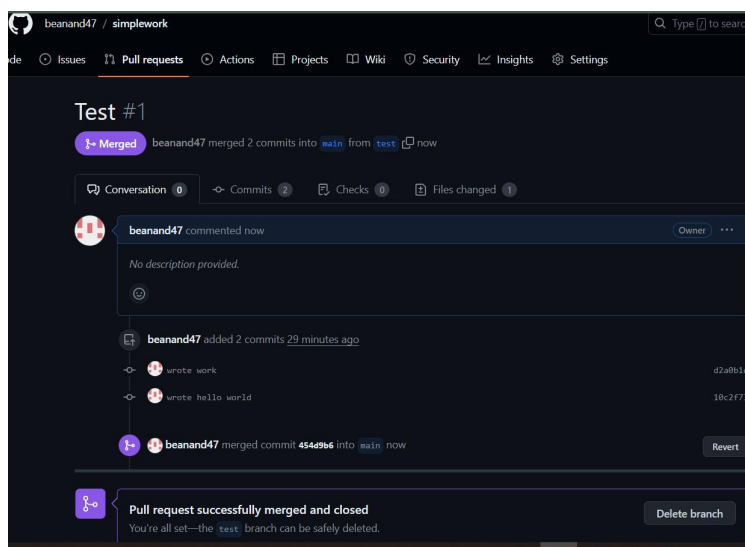 beanand47 / simplework
Type / to searc
de Issues Pull requests Actions Projects Wiki Security Insights Settings
Test #1
Merged beanand47 merged 2 commits into main from test now
Conversation 0 Commits 2 Checks 0 Files changed 1
beanand47 commented now Owner ...
No description provided.
beanand47 added 2 commits 29 minutes ago
wrote work d2a0b1
wrote hello world 10c2f7
beanand47 merged commit 454d9b6 into main now Revert
Pull request successfully merged and closed
You're all set—the test branch can be safely deleted.
Delete branch